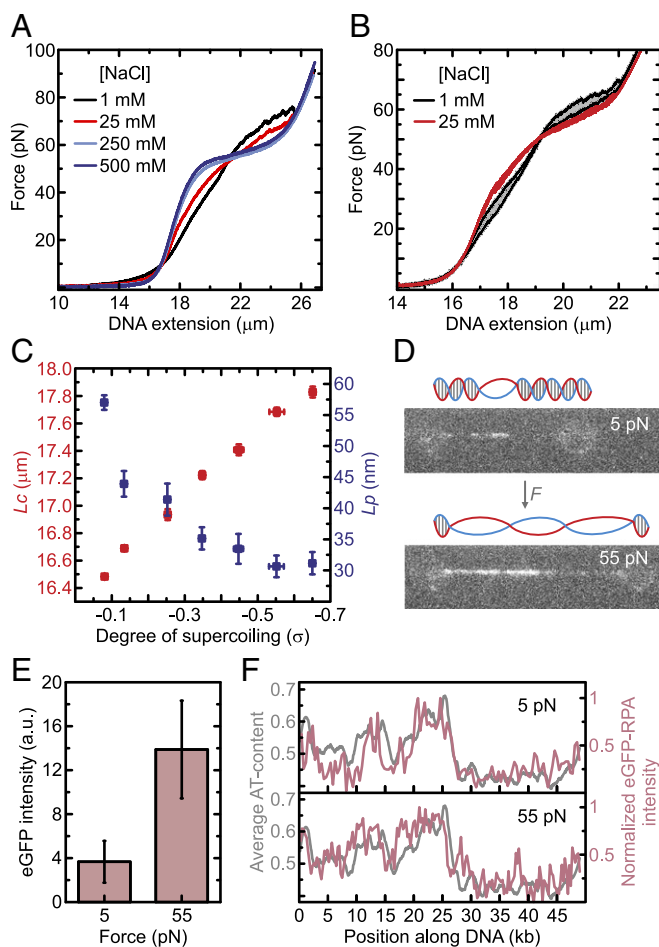 A
[NaCl]
1 mM
25 mM
250 mM
500 mM
Force (pN)
100
80
60
40
20
10 14 18 22 26
DNA extension (μm)
B
[NaCl]
1 mM
25 mM
Force (pN)
80
60
40
20
14 16 18 20 22
DNA extension (μm)
C
Lc (μm)
18.0
17.8
17.6
17.4
17.2
17.0
16.8
16.6
16.4
Lp (nm)
60
55
50
45
40
35
30
−0.1 −0.3 −0.5 −0.7
Degree of supercoiling (σ)
D
5 pN
F
55 pN
E
eGFP intensity (a.u.)
20
16
12
8
4
0
5 55
Force (pN)
F
Average AT-content
0.7
0.6
0.5
0.6
0.5
5 pN
55 pN
1
0.5
1
0.5
Normalized eGFP-RPA
intensity
0 5 10 15 20 25 30 35 40 45
Position along DNA (kb)